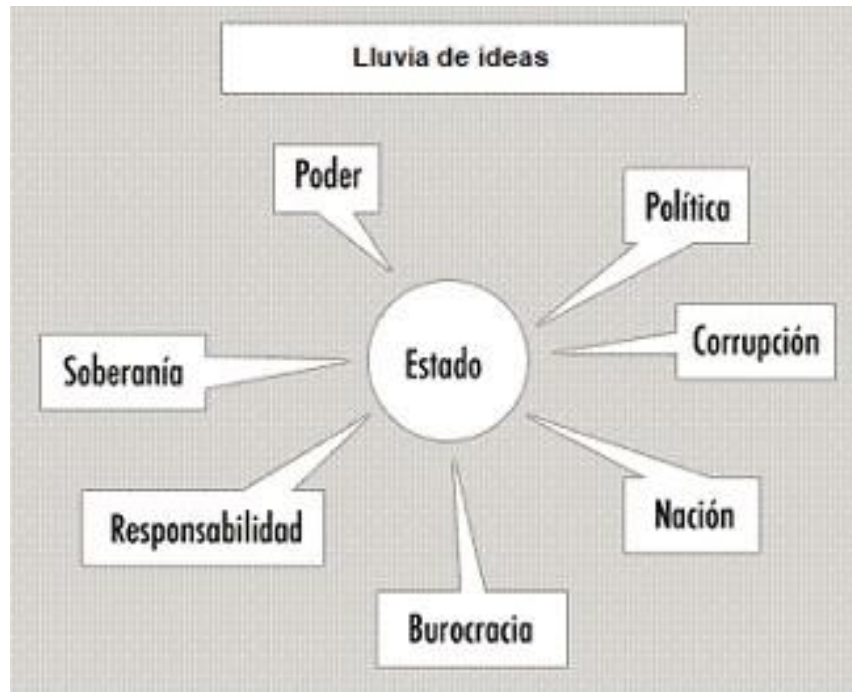 Lluvia de ideas
Poder
Política
Corrupción
Estado
Soberanía
Nación
Responsabilidad
Burocracia